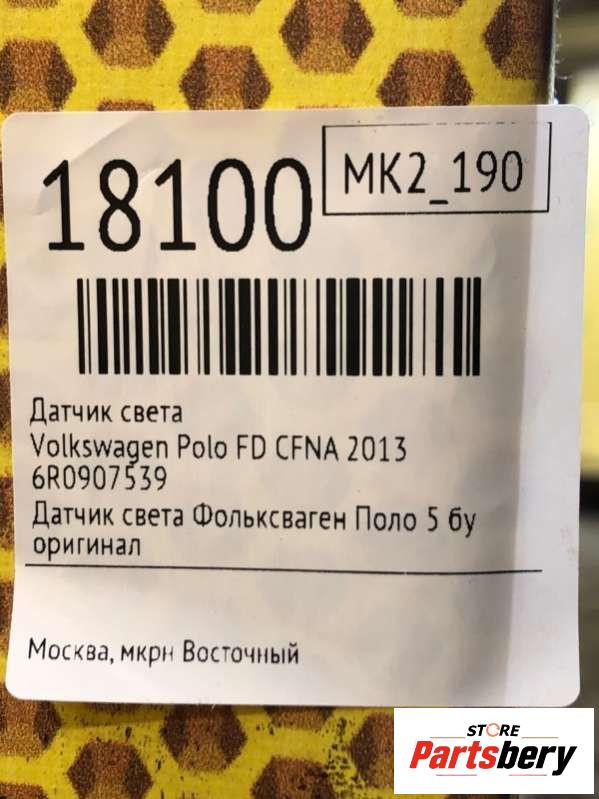 18100
MK2_190
Датчик света
Volkswagen Polo FD CFNA 2013
6R0907539
Датчик света Фольксваген Поло 5 бу
оригинал
Москва, мкрн Восточный
STORE
Partsbery